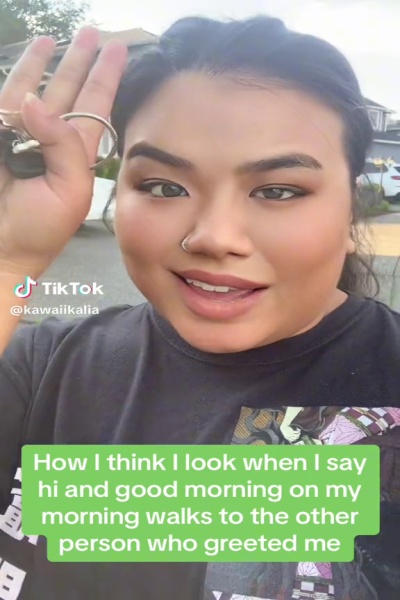 TikTok
@kawaiikalia
How I think I look when I say
hi and good morning on my
morning walks to the other
person who greeted me